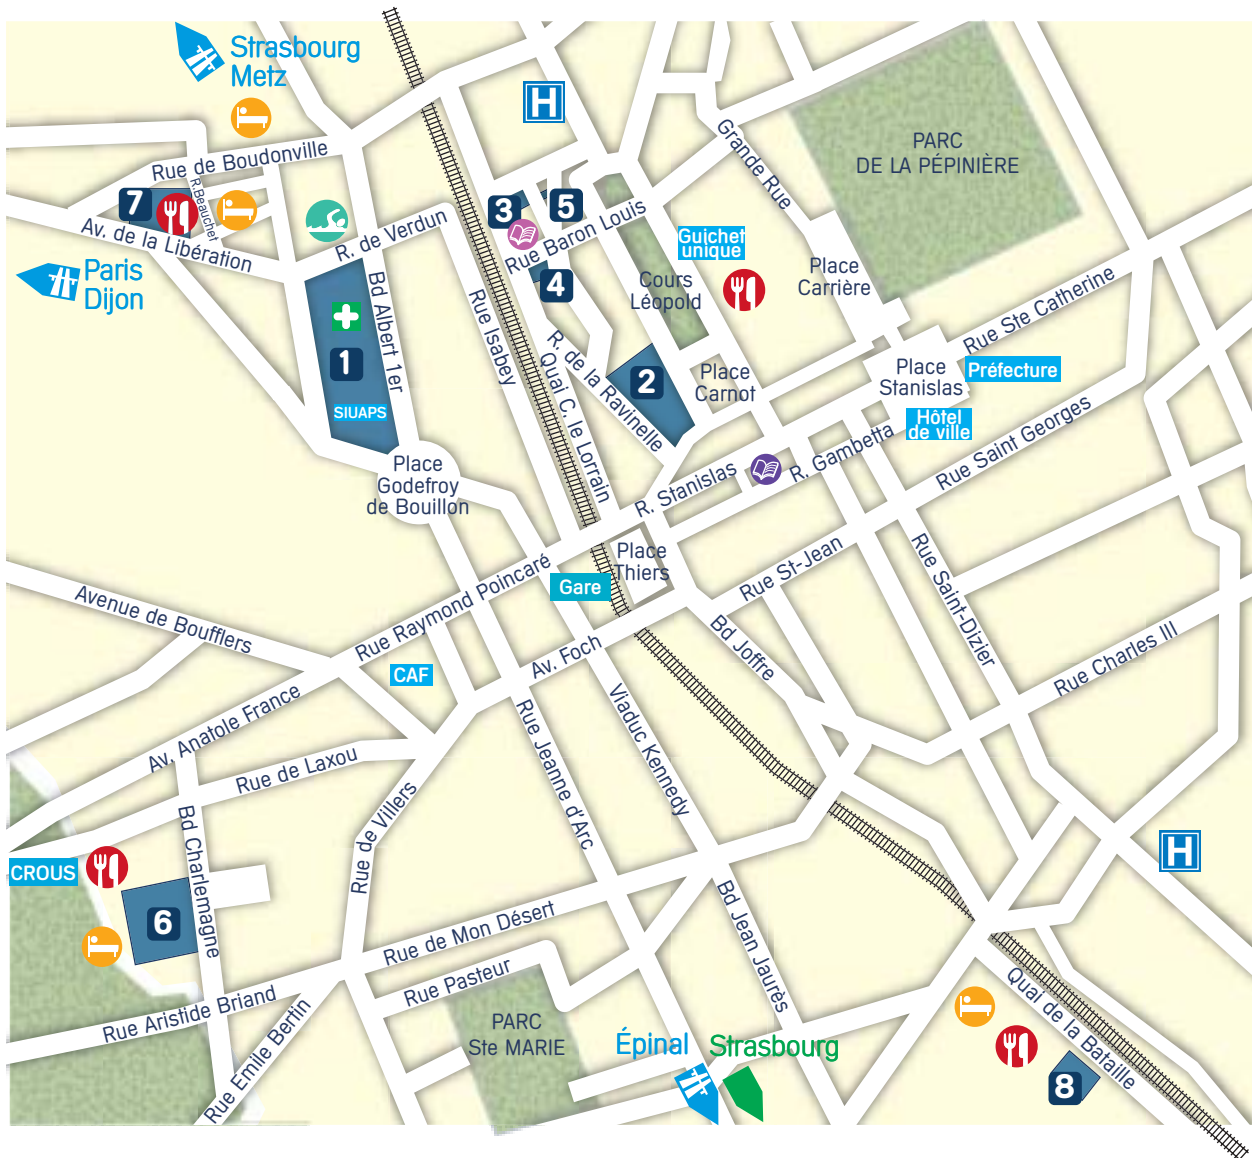 Strasbourg
Metz
H
Rue de Boudonville
Grande Rue
PARC
DE LA PÉPINIÈRE
7
R.Beauchet
3
5
Av. de la Libération
R. de Verdun
Rue Baron Louis
Guichet
unique
Paris
Dijon
Bd Albert 1er
Rue Isabey
4
Cours
Léopold
Place
Carrière
Rue Ste Catherine
1
SIUAPS
Quai C. le Lorrain
R. de la Ravinelle
2
Place
Carnot
Place
Stanislas
Préfecture
Hôtel
de ville
Place
Godefroy
de Bouillon
R. Stanislas
R. Gambetta
Rue Saint Georges
Place
Thiers
Gare
Rue St-Jean
Rue Saint-Dizier
Avenue de Boufflers
Rue Raymond Poincaré
CAF
Av. Foch
Bd Joffre
Rue Charles III
Av. Anatole France
Rue de Laxou
Rue Jeanne d'Arc
Viaduc Kennedy
Rue de Villers
Bd Charlemagne
CROUS
H
6
Rue de Mon Désert
Bd Jean Jaurès
Rue Pasteur
Rue Aristide Briand
Rue Emile Bertin
PARC
Ste MARIE
Épinal
Strasbourg
Quai de la Bataille
8